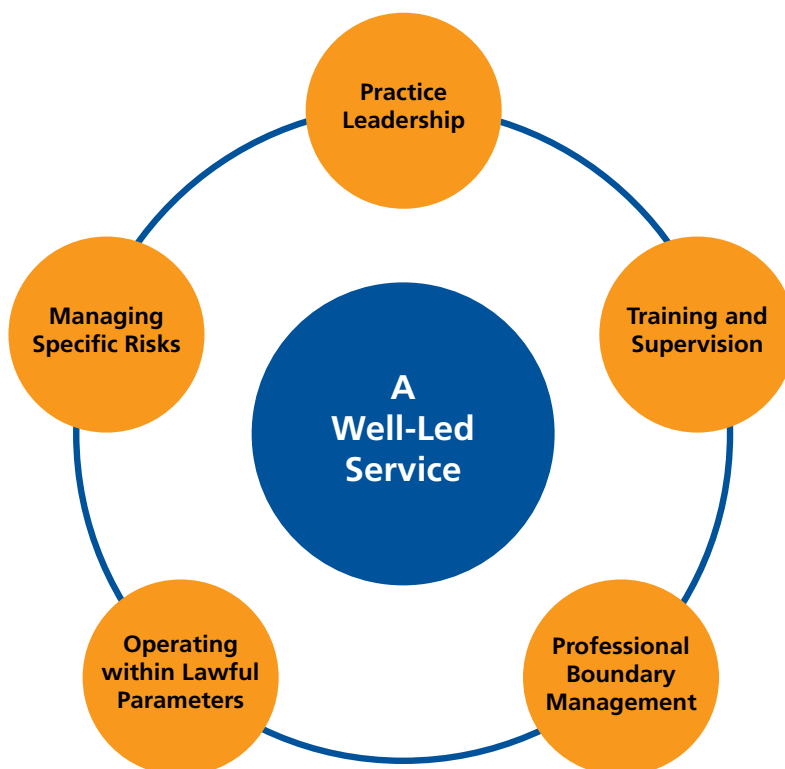 Practice
Leadership
Managing
Specific Risks
Training and
Supervision
A
Well-Led
Service
Operating
within Lawful
Parameters
Professional
Boundary
Management